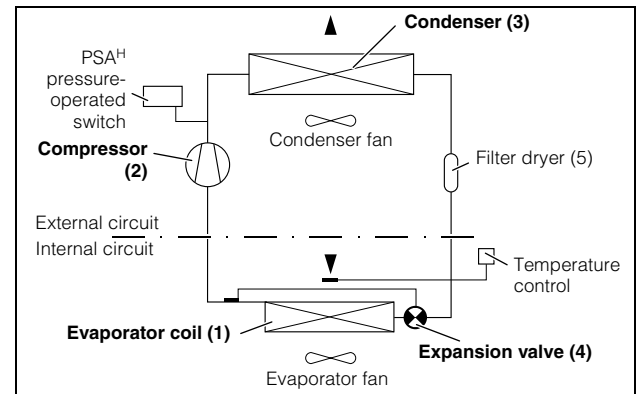 Condenser (3)
PSAᴴ
pressure-
operated
switch
Condenser fan
Compressor
(2)
Filter dryer (5)
External circuit
Internal circuit
Temperature
control
Evaporator coil (1)
Expansion valve (4)
Evaporator fan